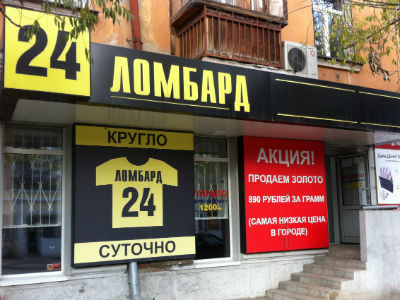 24
ЛОМБАРД
КРУГЛО
ЛОМБАРД
24
СУТОЧНО
1200
АКЦИЯ!
ПРОДАЕМ ЗОЛОТО
890 РУБЛЕЙ ЗА ГРАММ
(САМАЯ НИЗКАЯ ЦЕНА
В ГОРОДЕ)